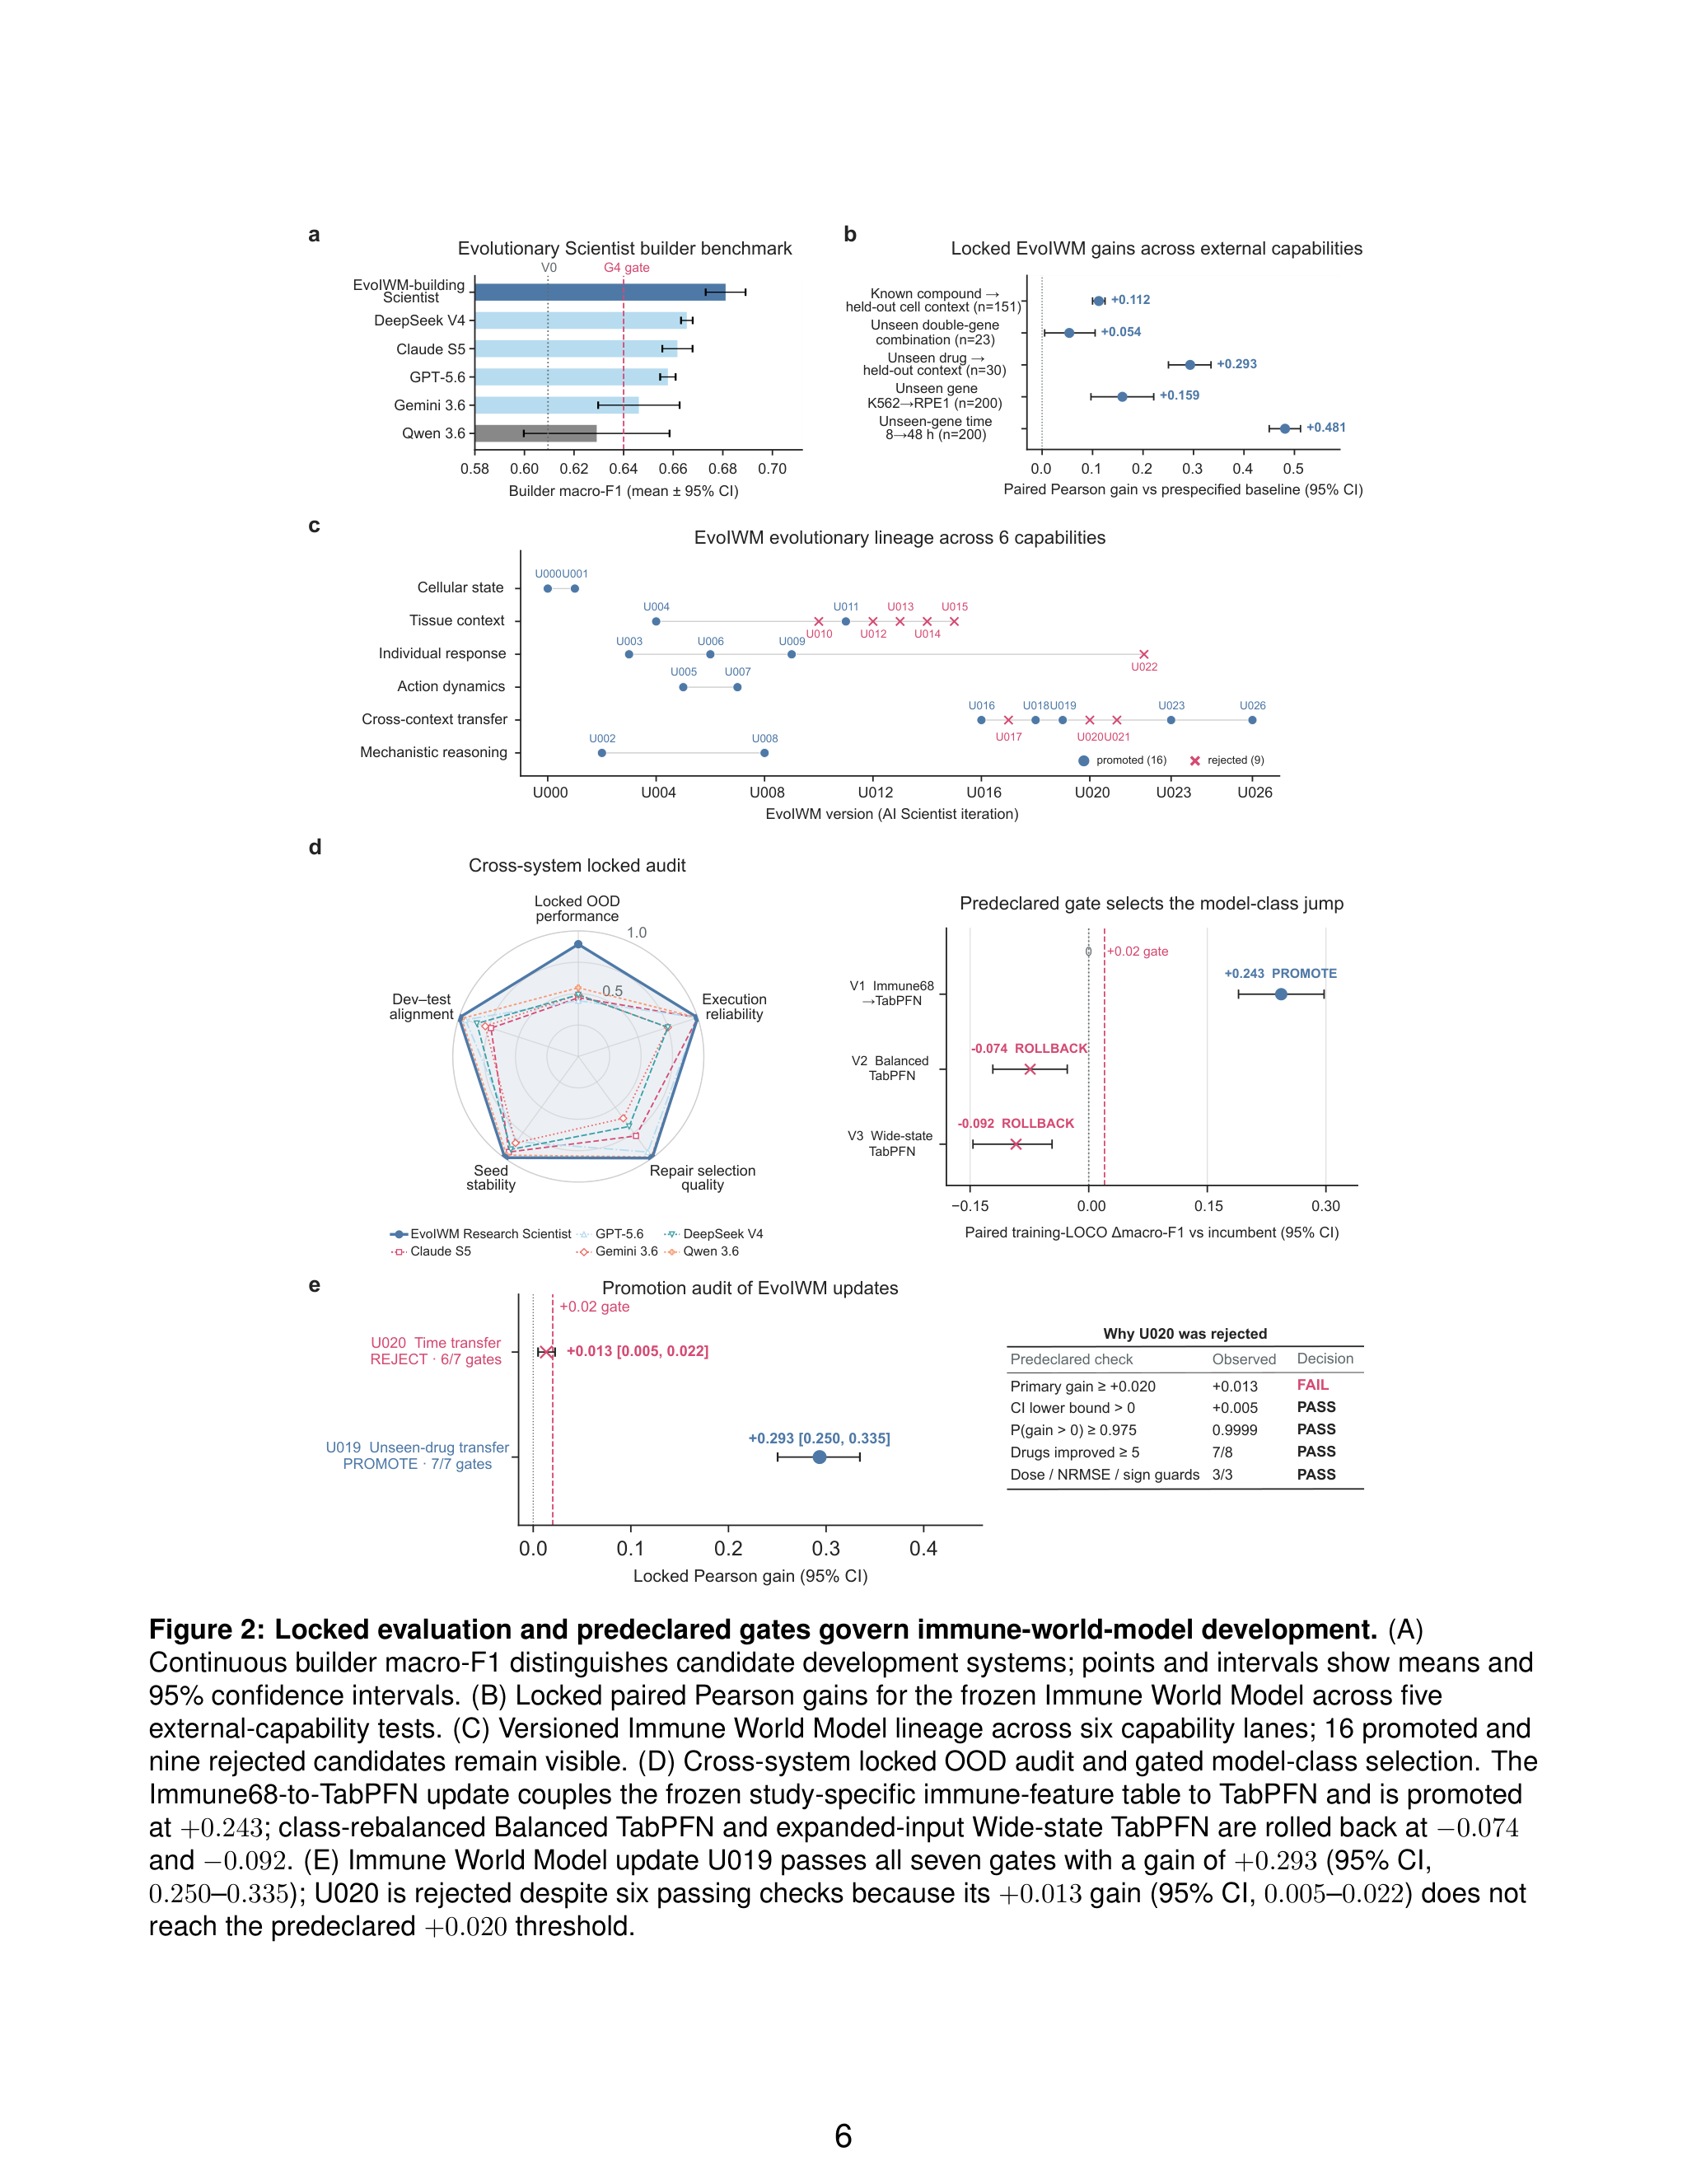 a
Evolutionary Scientist builder benchmark
V0
G4 gate
EvoIWM-building
Scientist
DeepSeek V4
Claude S5
GPT-5.6
Gemini 3.6
Qwen 3.6
0.58 0.60 0.62 0.64 0.66 0.68 0.70
Builder macro-F1 (mean ± 95% CI)
b
Locked EvoIWM gains across external capabilities
Known compound →
held-out cell context (n=151)
+0.112
Unseen double-gene
combination (n=23)
+0.054
Unseen drug →
held-out context (n=30)
+0.293
Unseen gene
K562→RPE1 (n=200)
+0.159
Unseen-gene time
8→48 h (n=200)
+0.481
0.0 0.1 0.2 0.3 0.4 0.5
Paired Pearson gain vs prespecified baseline (95% CI)
c
EvoIWM evolutionary lineage across 6 capabilities
Cellular state
U000 U001
Tissue context
U004 U011 U013 U015
U010 U012 U014
Individual response
U003 U006 U009
U022
Action dynamics
U005 U007
Cross-context transfer
U016 U018 U019 U023 U026
U017 U020 U021
Mechanistic reasoning
U002 U008
promoted (16) rejected (9)
U000 U004 U008 U012 U016 U020 U023 U026
EvoIWM version (AI Scientist iteration)
d
Cross-system locked audit
Locked OOD
performance
1.0
0.5
Execution
reliability
Dev–test
alignment
Seed
stability
Repair selection
quality
EvoIWM Research Scientist GPT-5.6 DeepSeek V4
Claude S5 Gemini 3.6 Qwen 3.6
Predeclared gate selects the model-class jump
0
+0.02 gate
V1 Immune68
→TabPFN
+0.243 PROMOTE
V2 Balanced
TabPFN
-0.074 ROLLBACK
V3 Wide-state
TabPFN
-0.092 ROLLBACK
−0.15 0.00 0.15 0.30
Paired training-LOCO Δmacro-F1 vs incumbent (95% CI)
e
Promotion audit of EvoIWM updates
+0.02 gate
U020 Time transfer
REJECT · 6/7 gates
+0.013 [0.005, 0.022]
U019 Unseen-drug transfer
PROMOTE · 7/7 gates
+0.293 [0.250, 0.335]
0.0 0.1 0.2 0.3 0.4
Locked Pearson gain (95% CI)
Why U020 was rejected
Predeclared check Observed Decision
Primary gain ≥ +0.020 +0.013 FAIL
CI lower bound > 0 +0.005 PASS
P(gain > 0) ≥ 0.975 0.9999 PASS
Drugs improved ≥ 5 7/8 PASS
Dose / NRMSE / sign guards 3/3 PASS
Figure 2: Locked evaluation and predeclared gates govern immune-world-model development. (A)
Continuous builder macro-F1 distinguishes candidate development systems; points and intervals show means and
95% confidence intervals. (B) Locked paired Pearson gains for the frozen Immune World Model across five
external-capability tests. (C) Versioned Immune World Model lineage across six capability lanes; 16 promoted and
nine rejected candidates remain visible. (D) Cross-system locked OOD audit and gated model-class selection. The
Immune68-to-TabPFN update couples the frozen study-specific immune-feature table to TabPFN and is promoted
at +0.243; class-rebalanced Balanced TabPFN and expanded-input Wide-state TabPFN are rolled back at −0.074
and −0.092. (E) Immune World Model update U019 passes all seven gates with a gain of +0.293 (95% CI,
0.250–0.335); U020 is rejected despite six passing checks because its +0.013 gain (95% CI, 0.005–0.022) does not
reach the predeclared +0.020 threshold.
6